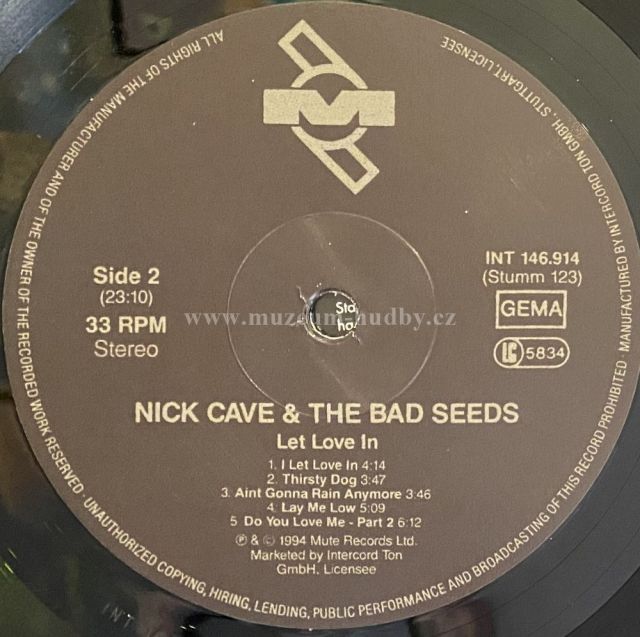 Side 2
(23:10)
33 RPM
Stereo
INT 146.914
(Stumm 123)
GEMA
LC 5834
www.muzeum-hudby.cz
NICK CAVE & THE BAD SEEDS
Let Love In
1. I Let Love In 4:14
2. Thirsty Dog 3:47
3. Aint Gonna Rain Anymore 3:46
4. Lay Me Low 5:09
5 Do You Love Me - Part 2 6:12
℗ & © 1994 Mute Records Ltd.
Marketed by Intercord Ton
GmbH. Licensee
ALL RIGHTS OF THE MANUFACTURER AND OF THE OWNER OF THE RECORDED WORK RESERVED · UNAUTHORIZED COPYING, HIRING, LENDING, PUBLIC PERFORMANCE AND BROADCASTING OF THIS RECORD PROHIBITED · MANUFACTURED BY INTERCORD TON GMBH, STUTTGART, LICENSEE